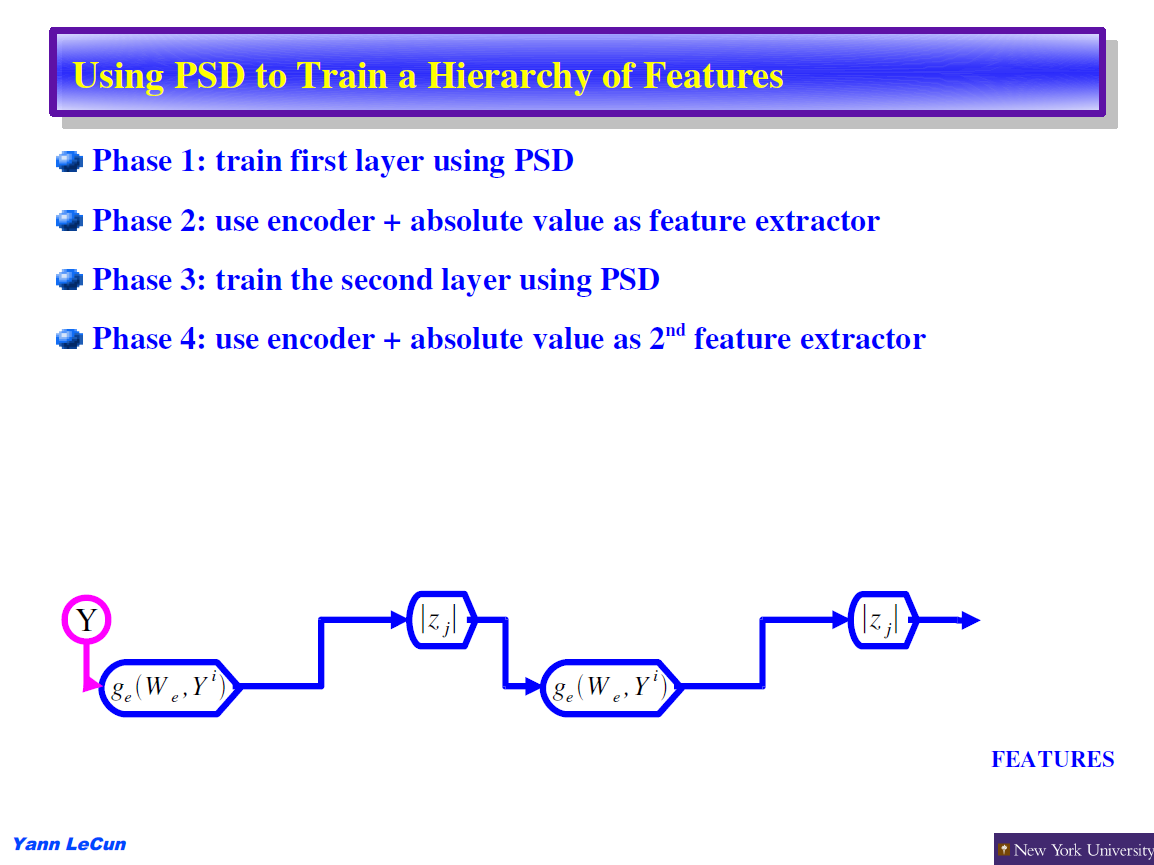 Using PSD to Train a Hierarchy of Features
Phase 1: train first layer using PSD
Phase 2: use encoder + absolute value as feature extractor
Phase 3: train the second layer using PSD
Phase 4: use encoder + absolute value as 2nd feature extractor
Y
|z_j|
|z_j|
g_e(W_e,Y^i)
g_e(W_e,Y^i)
FEATURES
Yann LeCun
New York University